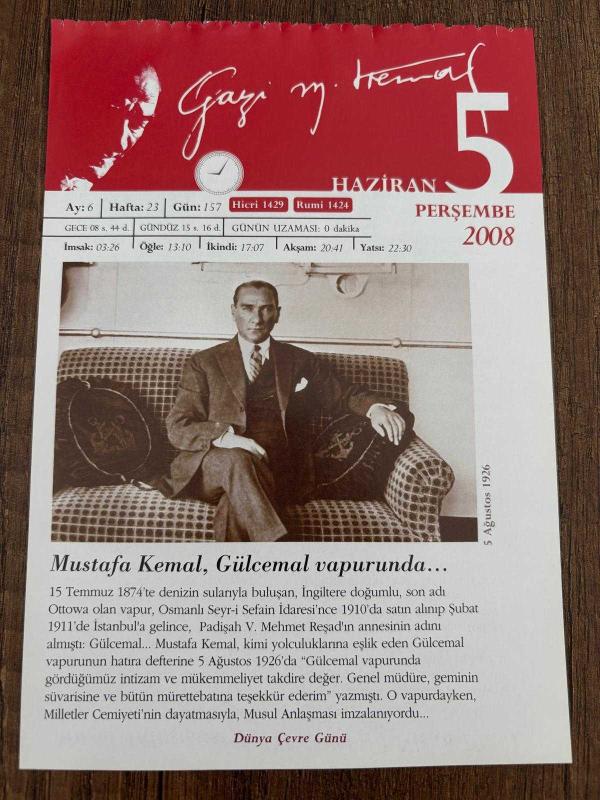 Gazi M. Kemal
HAZİRAN 5
PERŞEMBE
2008
Ay: 6 Hafta: 23 Gün: 157 Hicri 1429 Rumi 1424
GECE 08 s. 44 d. GÜNDÜZ 15 s. 16 d. GÜNÜN UZAMASI: 0 dakika
İmsak: 03:26 Öğle: 13:10 İkindi: 17:07 Akşam: 20:41 Yatsı: 22:30
5 Ağustos 1926
Mustafa Kemal, Gülcemal vapurunda...
15 Temmuz 1874'te denizin sularıyla buluşan, İngiltere doğumlu, son adı
Ottowa olan vapur, Osmanlı Seyr-i Sefain İdaresi'nce 1910'da satın alınıp Şubat
1911'de İstanbul'a gelince, Padişah V. Mehmet Reşad'ın annesinin adını
almıştı: Gülcemal... Mustafa Kemal, kimi yolculuklarına eşlik eden Gülcemal
vapurunun hatıra defterine 5 Ağustos 1926'da “Gülcemal vapurunda
gördüğümüz intizam ve mükemmeliyet takdire değer. Genel müdüre, geminin
süvarisine ve bütün mürettebatına teşekkür ederim” yazmıştı. O vapurdayken,
Milletler Cemiyeti'nin dayatmasıyla, Musul Anlaşması imzalanıyordu...
Dünya Çevre Günü